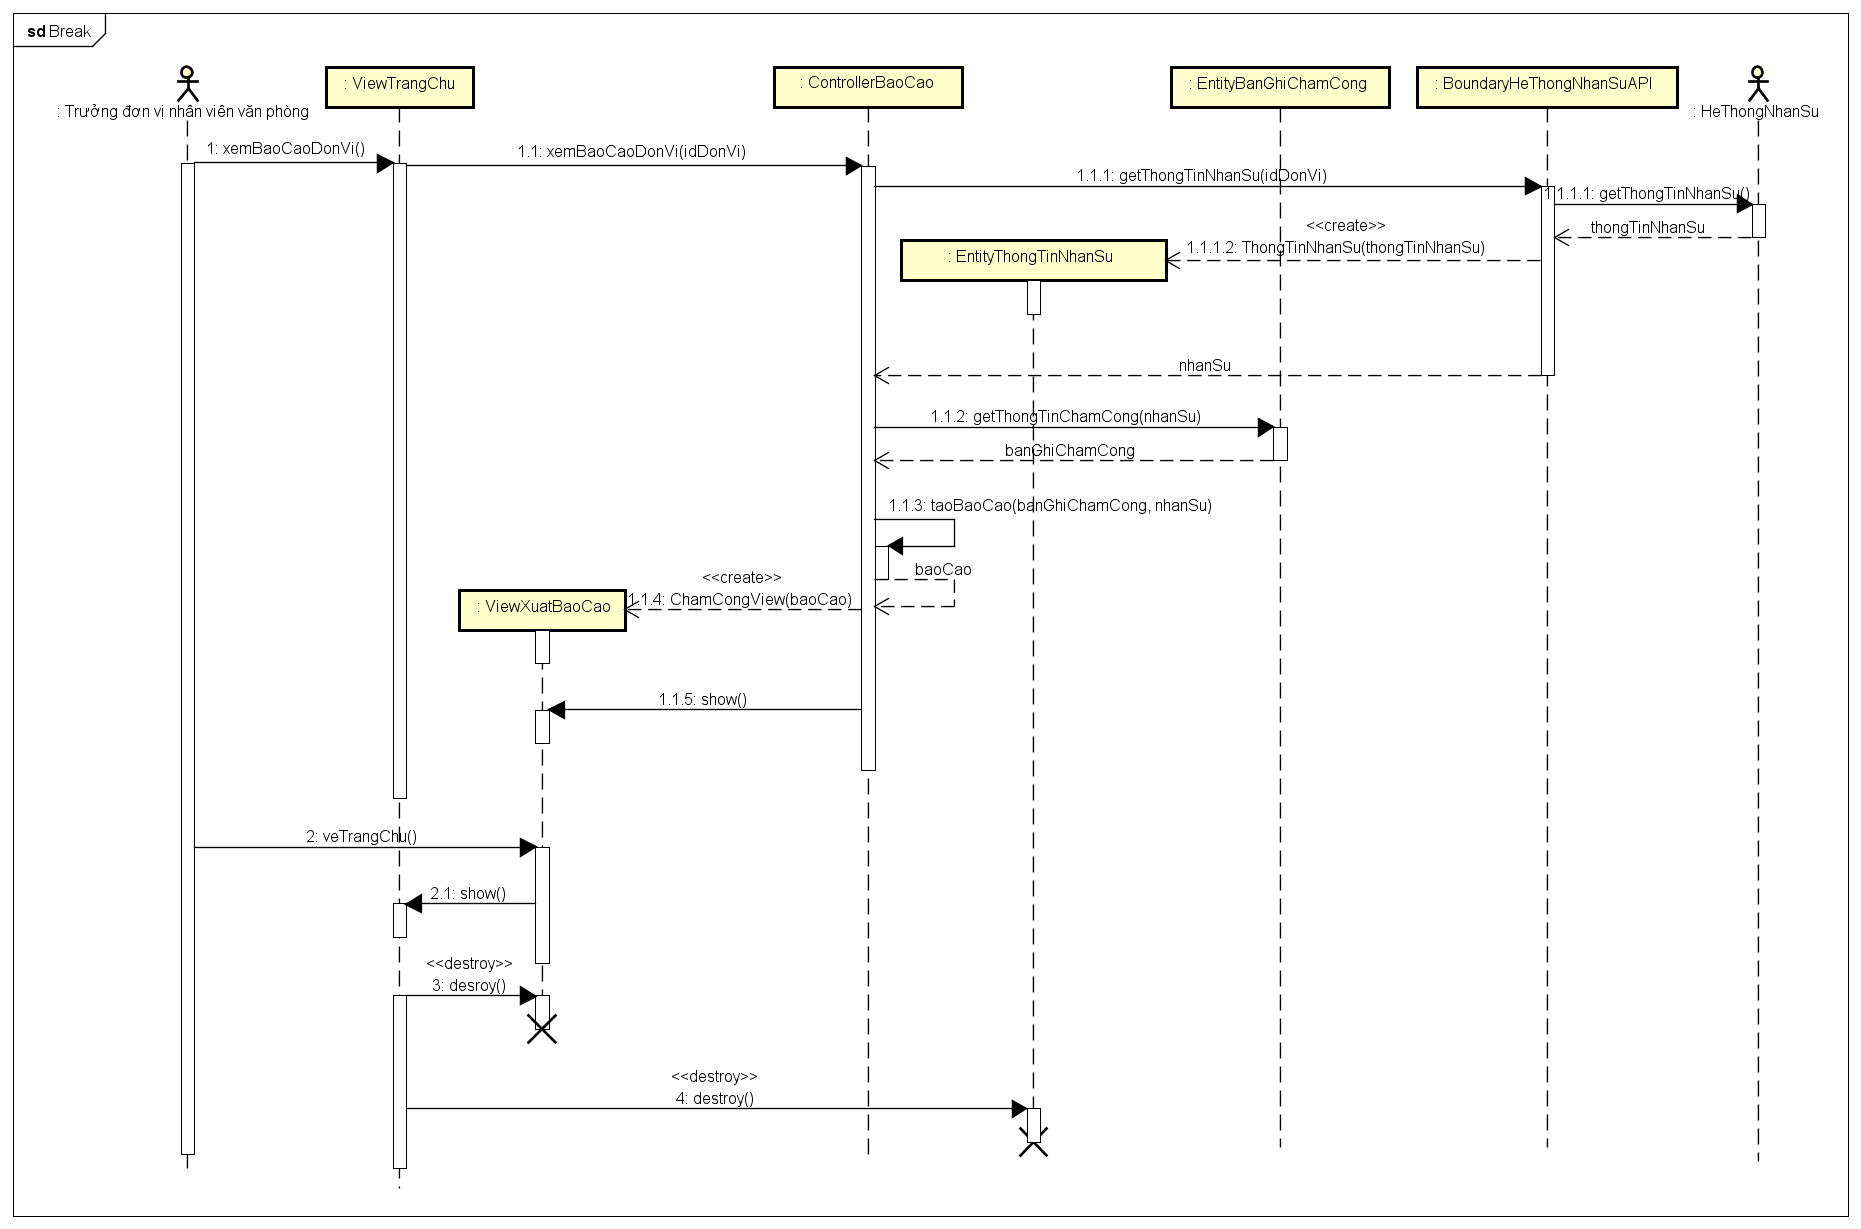 sd Break
: Trưởng đơn vị nhân viên văn phòng
: ViewTrangChu
: ControllerBaoCao
: EntityBanGhiChamCong
: BoundaryHeThongNhanSuAPI
: HeThongNhanSu
1: xemBaoCaoDonVi()
1.1: xemBaoCaoDonVi(idDonVi)
1.1.1: getThongTinNhanSu(idDonVi)
1.1.1.1: getThongTinNhanSu()
thongTinNhanSu
<<create>>
1.1.1.2: ThongTinNhanSu(thongTinNhanSu)
: EntityThongTinNhanSu
nhanSu
1.1.2: getThongTinChamCong(nhanSu)
banGhiChamCong
1.1.3: taoBaoCao(banGhiChamCong, nhanSu)
baoCao
<<create>>
1.1.4: ChamCongView(baoCao)
: ViewXuatBaoCao
1.1.5: show()
2: veTrangChu()
2.1: show()
<<destroy>>
3: desroy()
<<destroy>>
4: destroy()